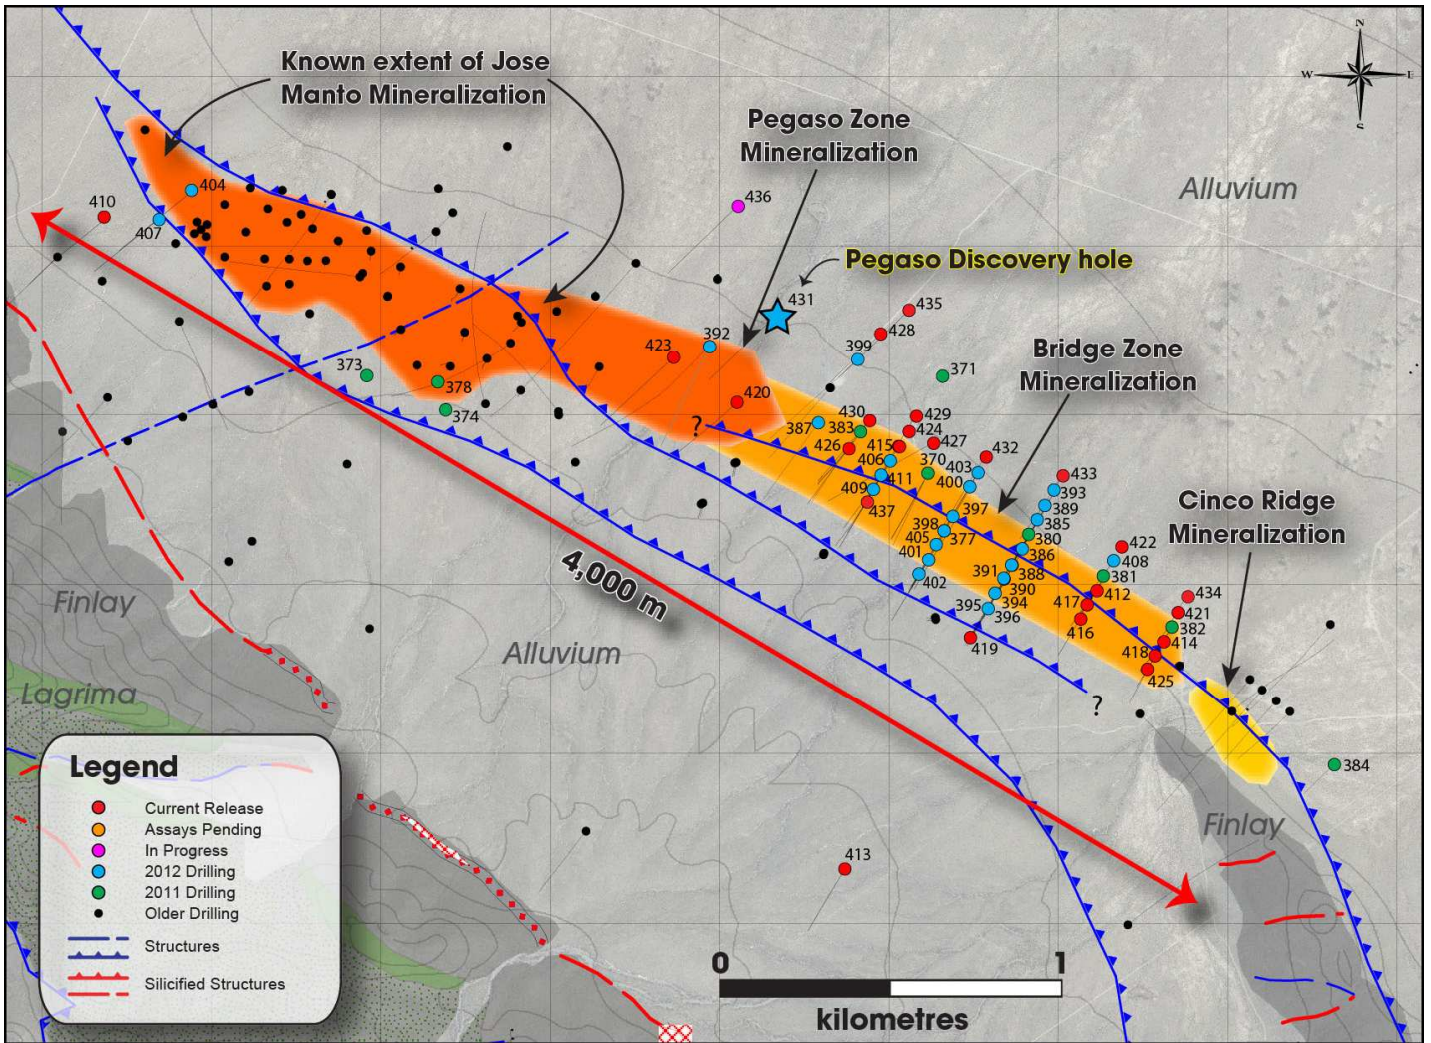 N
W
E
S
Known extent of Jose
Manto Mineralization
Pegaso Zone
Mineralization
Alluvium
410
404
407
436
Pegaso Discovery hole
431
435
428
399
392
423
371
Bridge Zone
Mineralization
373
378
374
420
?
387
383
430
429
424
427
426
415
406
370
403
432
400
411
409
437
433
393
389
385
397
398
377
380
405
386
401
402
391
388
390
395
394
396
419
Cinco Ridge
Mineralization
422
408
381
412
417
416
434
421
382
414
418
425
?
384
4,000 m
Finlay
Alluvium
Lagrima
Finlay
413
Legend
Current Release
Assays Pending
In Progress
2012 Drilling
2011 Drilling
Older Drilling
Structures
Silicified Structures
0
1
kilometres